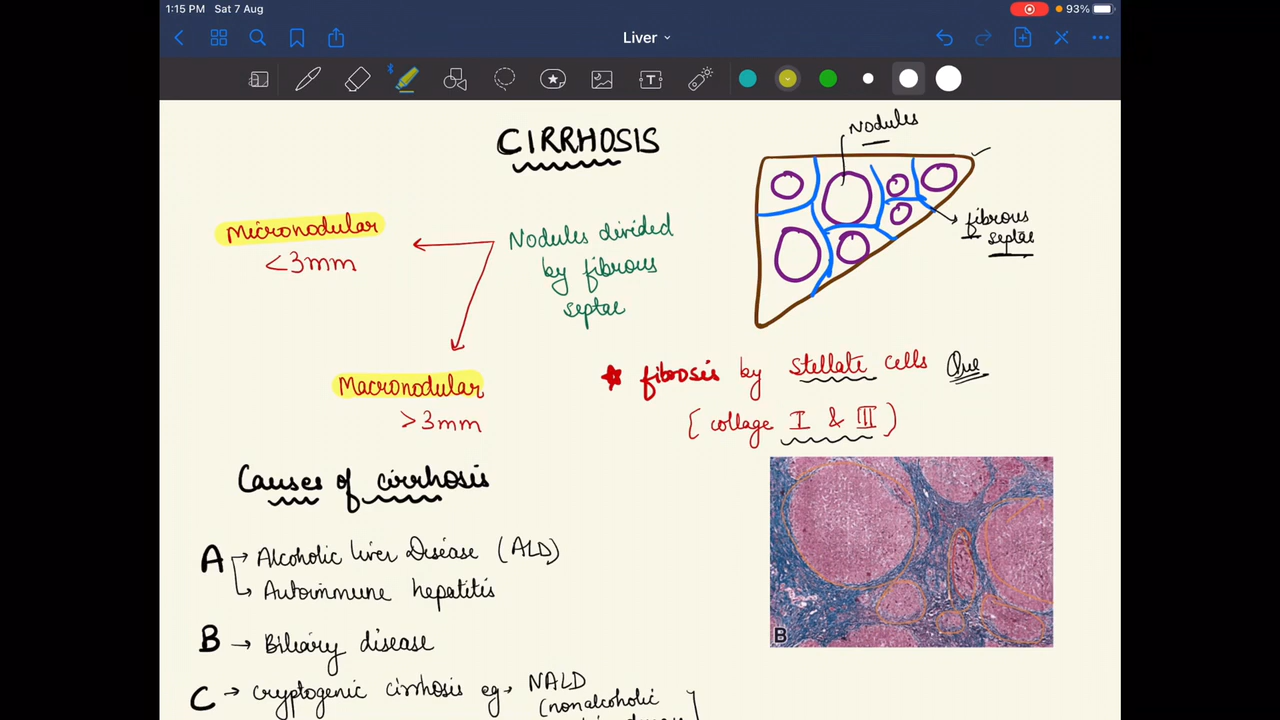 1:15 PM Sat 7 Aug
93%
Liver
T
CIRRHOSIS
Nodules
Micronodular
<3mm
Nodules divided
by fibrous
septae
fibrous
septae
Macronodular
>3mm
fibrosis by stellate cells Que
[collage I & III)
Causes of cirrhosis
A → Alcoholic liver Disease (ALD)
↳ Autoimmune hepatitis
B → Biliary disease
C → cryptogenic cirrhosis eg → NALD
(nonalcoholic
B